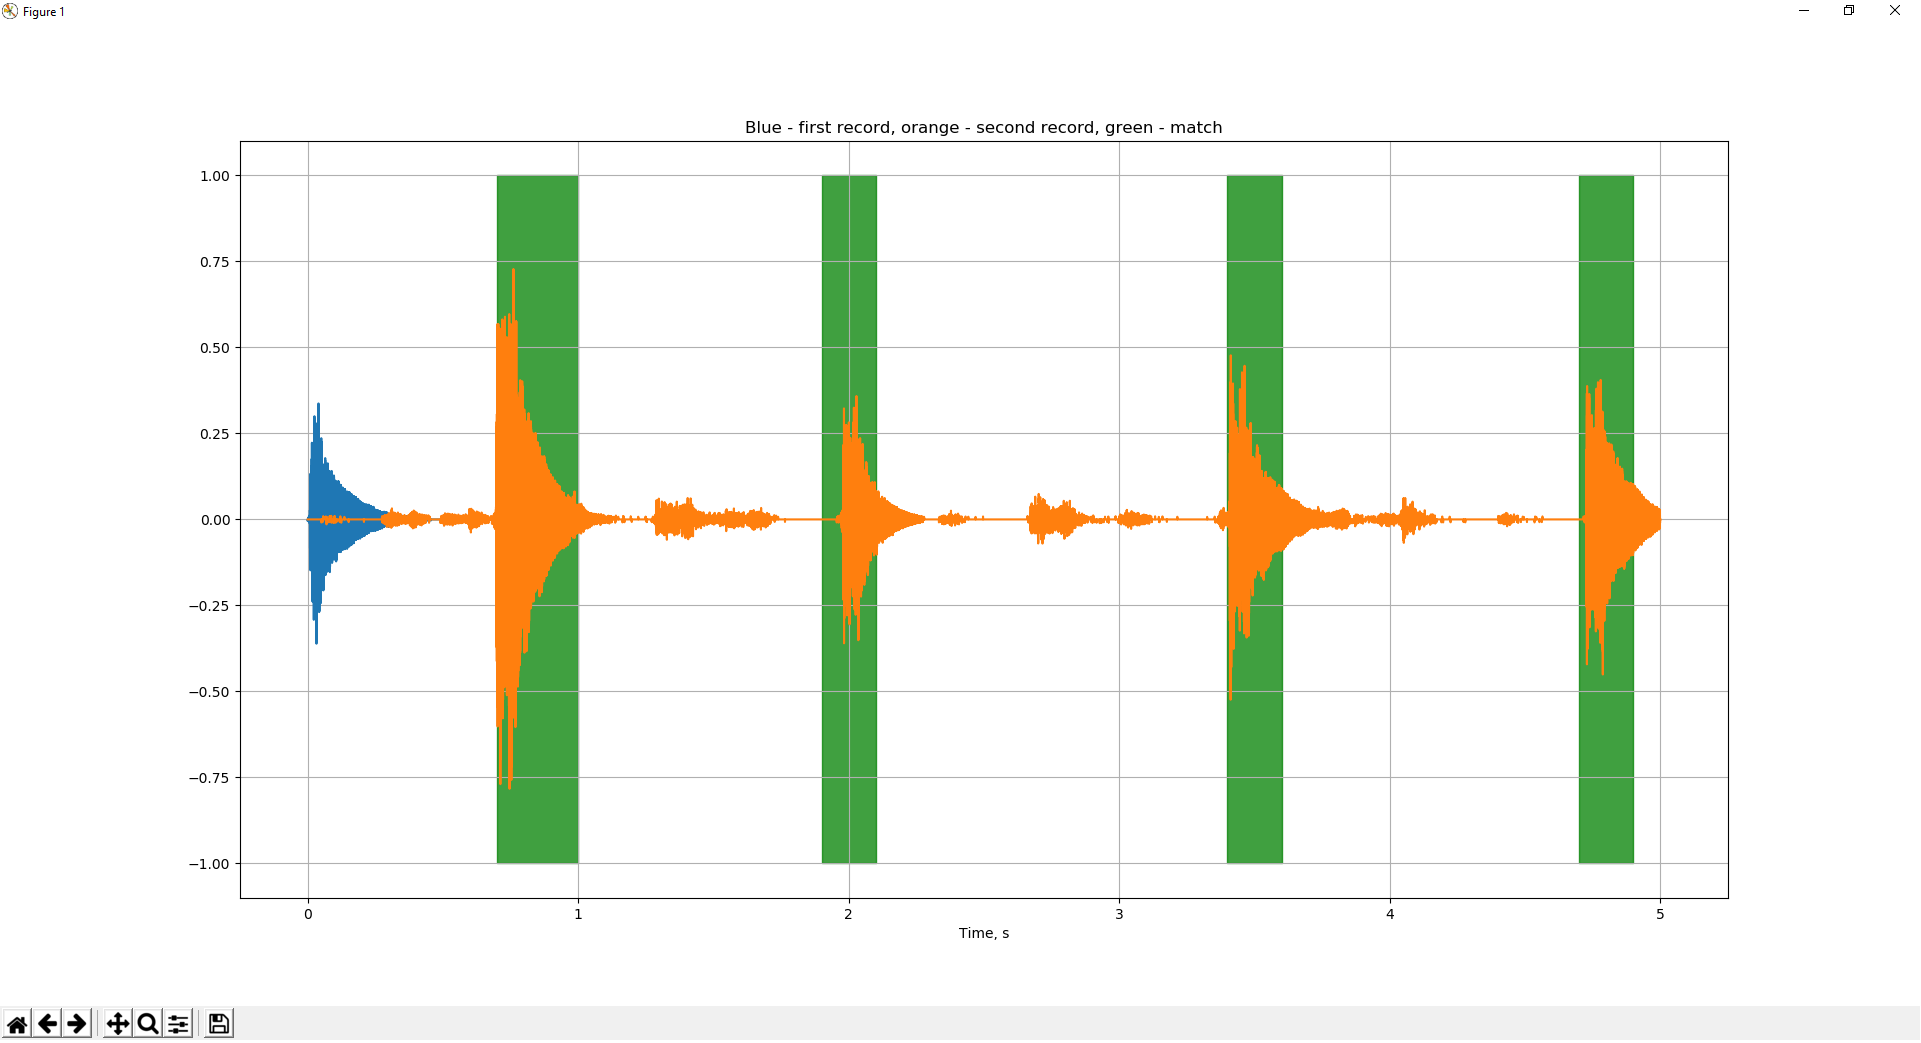 Figure 1
Blue - first record, orange - second record, green - match
1.00
0.75
0.50
0.25
0.00
−0.25
−0.50
−0.75
−1.00
0 1 2 3 4 5
Time, s